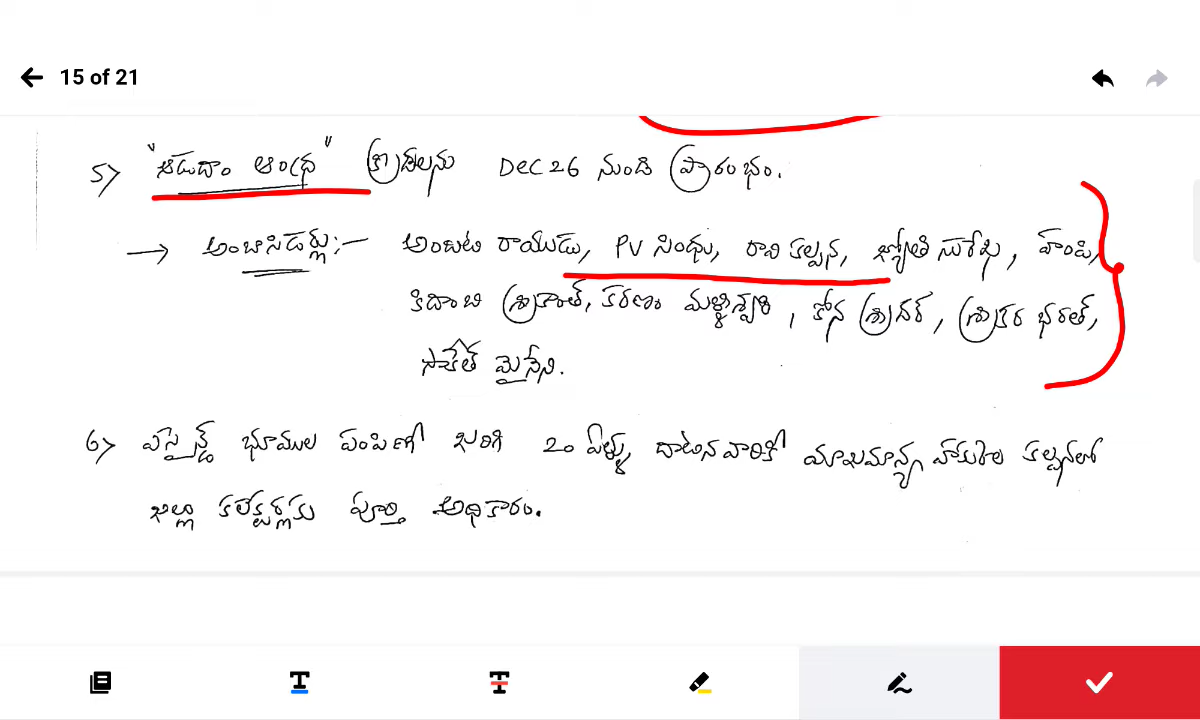 15 of 21
5> "ఆడుదాం ఆంధ్ర" క్రీడలను Dec 26 నుండి ప్రారంభం.
→ అంబాసిడర్లు:- అంబటి రాయుడు, PV సింధు, రావి కల్పన, జ్యోతి సురేఖ, పాండి,
కిదాంబి శ్రీకాంత్, కరణం మల్లీశ్వరి, కోన శ్రీచర్, శ్రీకర భరత్,
సాకేత్ మైనేని.
6> అసైన్డ్ భూముల పంపిణీ జరిగి 20 ఏళ్ళు దాటిన వారికి యాజమాన్య హక్కుల కల్పనలో
జిల్లా కలెక్టర్లకు పూర్తి అధికారం.